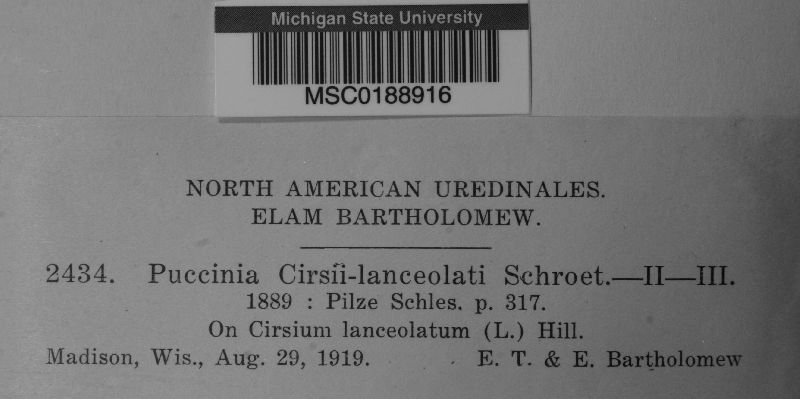 Michigan State University
MSC0188916
NORTH AMERICAN UREDINALES.
ELAM BARTHOLOMEW.
2434. Puccinia Cirsii-lanceolati Schroet.—II—III.
1889 : Pilze Schles. p. 317.
On Cirsium lanceolatum (L.) Hill.
Madison, Wis., Aug. 29, 1919. E. T. & E. Bartholomew